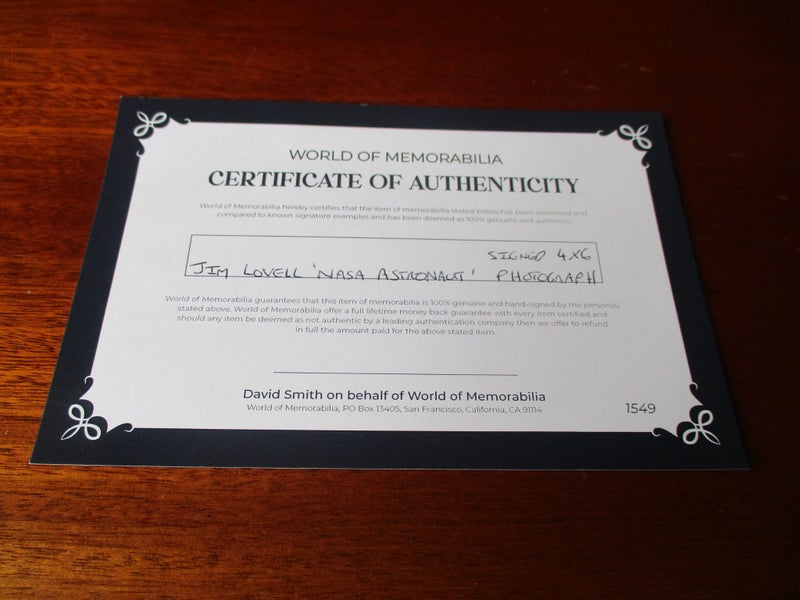 WORLD OF MEMORABILIA
CERTIFICATE OF AUTHENTICITY
World of Memorabilia hereby certifies that the item of memorabilia stated below has been examined and
compared to known signature examples and has been deemed as 100% genuine and authentic.
SIGNED 4X6
JIM LOVELL 'NASA ASTRONAUT' PHOTOGRAPH
World of Memorabilia guarantees that this item of memorabilia is 100% genuine and hand-signed by the person(s)
stated above. World of Memorabilia offer a full lifetime money back guarantee with every item certified and
should any item be deemed as not authentic by a leading authentication company then we offer to refund
in full the amount paid for the above stated item.
David Smith on behalf of World of Memorabilia
World of Memorabilia, PO Box 13405, San Francisco, California, CA 91114
1549